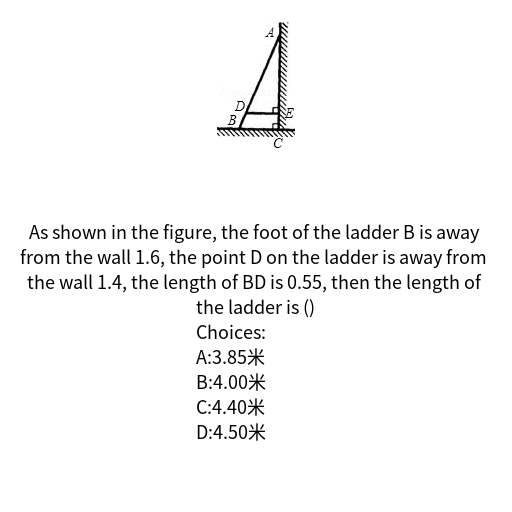 A
D
E
B
C
As shown in the figure, the foot of the ladder B is away
from the wall 1.6, the point D on the ladder is away from
the wall 1.4, the length of BD is 0.55, then the length of
the ladder is ()
Choices:
A:3.85米
B:4.00米
C:4.40米
D:4.50米